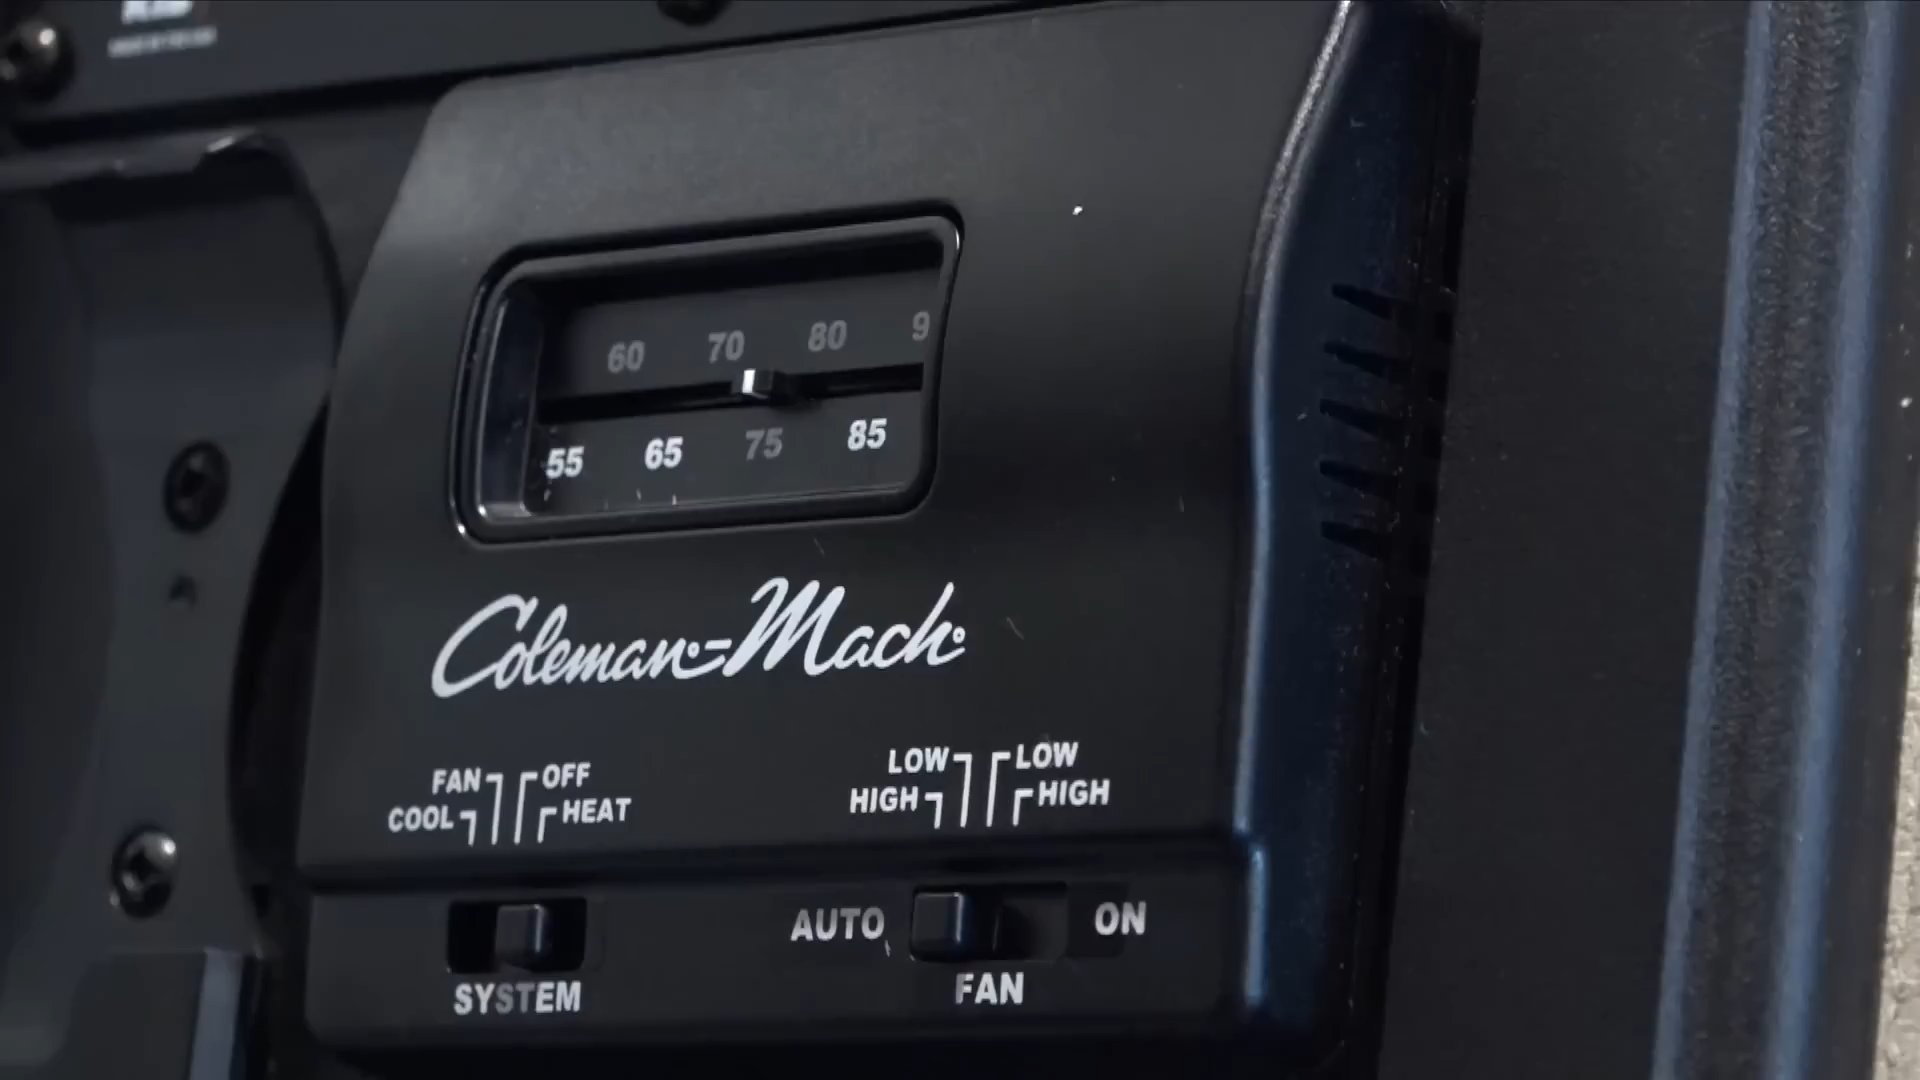 60 70 80 9
55 65 75 85
Coleman-Mach
FAN OFF
COOL HEAT
LOW LOW
HIGH HIGH
AUTO ON
SYSTEM
FAN